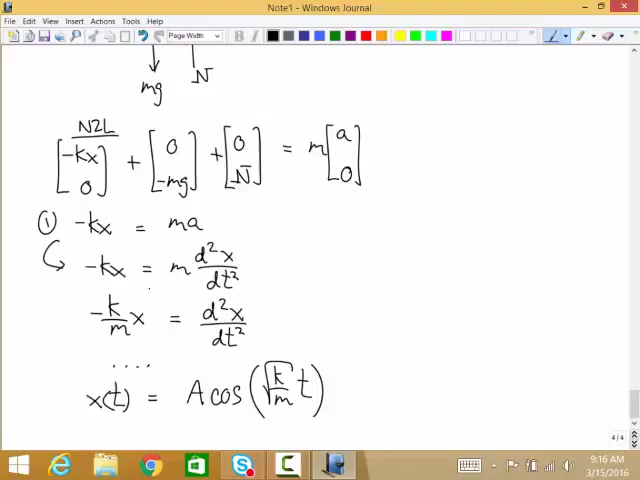 Note1 - Windows Journal
File Edit View Insert Actions Tools Help
Page Width
mg N
N2L
[-kx 0] + [0 -mg] + [0 N] = m [a 0]
① -kx = ma
-kx = m d²x/dt²
-k/m x = d²x/dt²
....
x(t) = A cos(√(k/m) t)
4/4
9:16 AM
3/15/2016